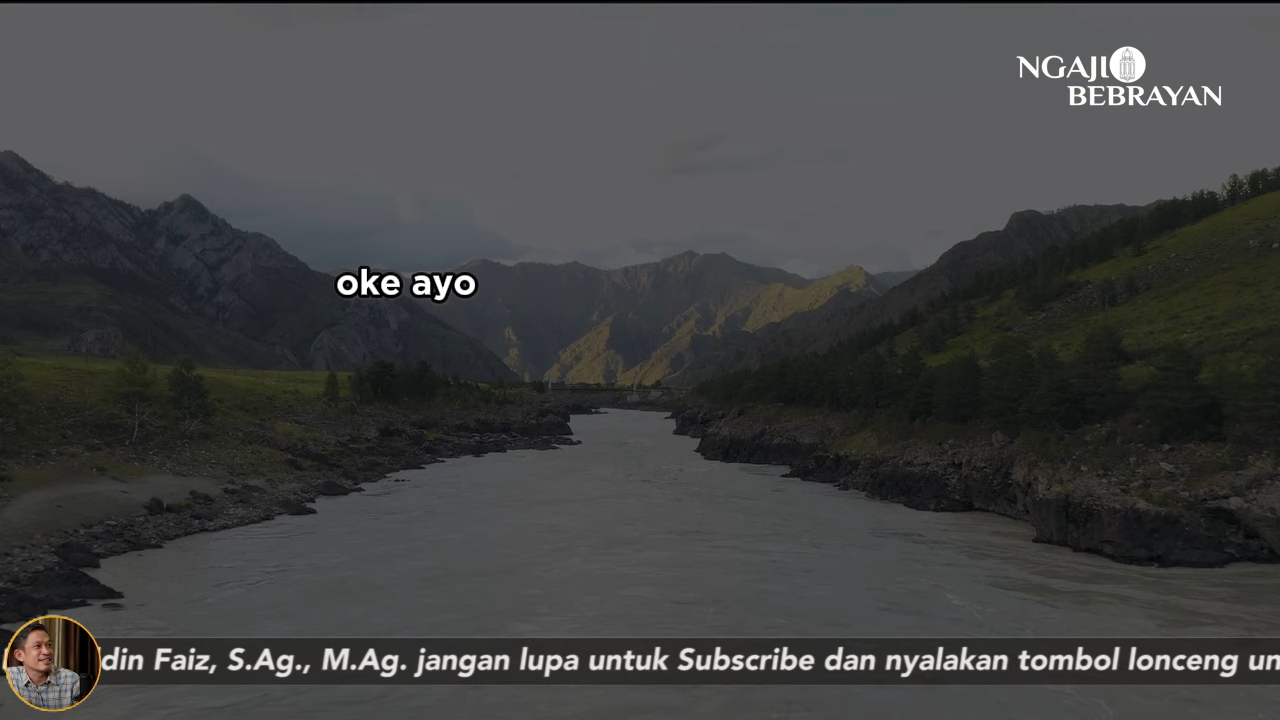 NGAJI
BEBRAYAN
oke ayo
din Faiz, S.Ag., M.Ag. jangan lupa untuk Subscribe dan nyalakan tombol lonceng un